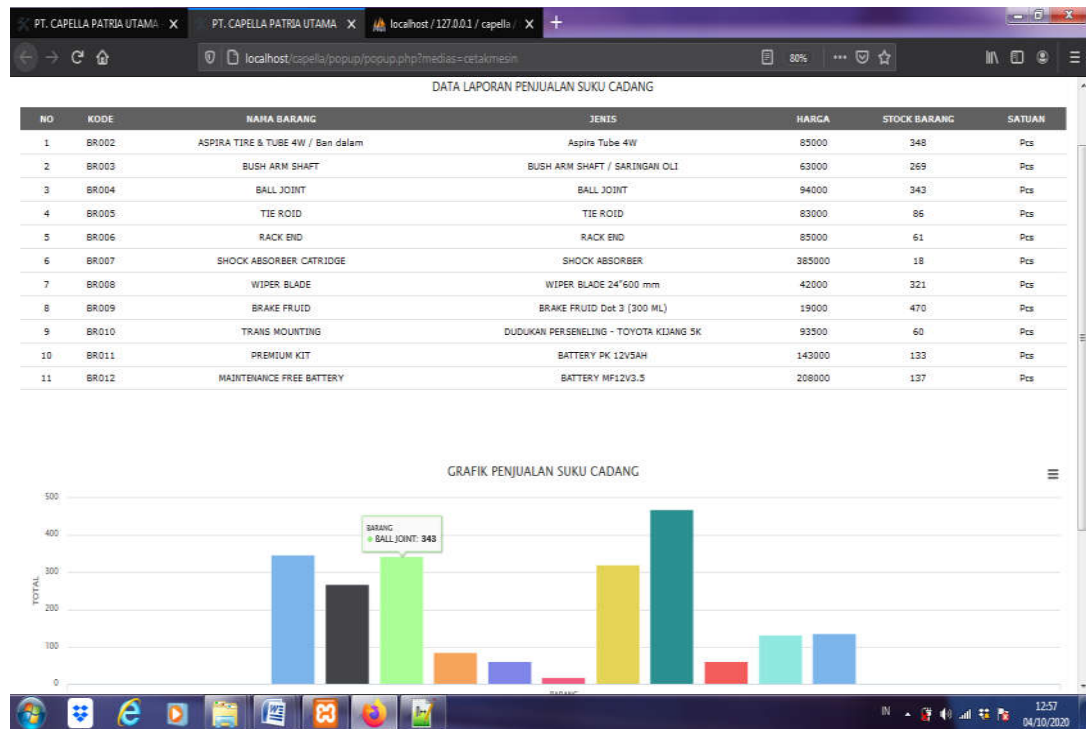 PT. CAPELLA PATRIA UTAMA
PT. CAPELLA PATRIA UTAMA
localhost / 127.0.0.1 / capella /
localhost/capella/popup/popup.php?medias=cetakmesin
80%
DATA LAPORAN PENJUALAN SUKU CADANG
NO KODE NAMA BARANG JENIS HARGA STOCK BARANG SATUAN
1 BR002 ASPIRA TIRE & TUBE 4W / Ban dalam Aspira Tube 4W 85000 348 Pcs
2 BR003 BUSH ARM SHAFT BUSH ARM SHAFT / SARINGAN OLI 63000 269 Pcs
3 BR004 BALL JOINT BALL JOINT 94000 343 Pcs
4 BR005 TIE ROID TIE ROID 83000 86 Pcs
5 BR006 RACK END RACK END 85000 61 Pcs
6 BR007 SHOCK ABSORBER CATRIDGE SHOCK ABSORBER 385000 18 Pcs
7 BR008 WIPER BLADE WIPER BLADE 24"600 mm 42000 321 Pcs
8 BR009 BRAKE FRUID BRAKE FRUID Dot 3 (300 ML) 19000 470 Pcs
9 BR010 TRANS MOUNTING DUDUKAN PERSENELING - TOYOTA KIJANG 5K 93500 60 Pcs
10 BR011 PREMIUM KIT BATTERY PK 12V5AH 143000 133 Pcs
11 BR012 MAINTENANCE FREE BATTERY BATTERY MF12V3.5 208000 137 Pcs
GRAFIK PENJUALAN SUKU CADANG
500
400
300
200
100
0
TOTAL
BARANG
BALL JOINT: 343
BARANG
IN
12:57
04/10/2020